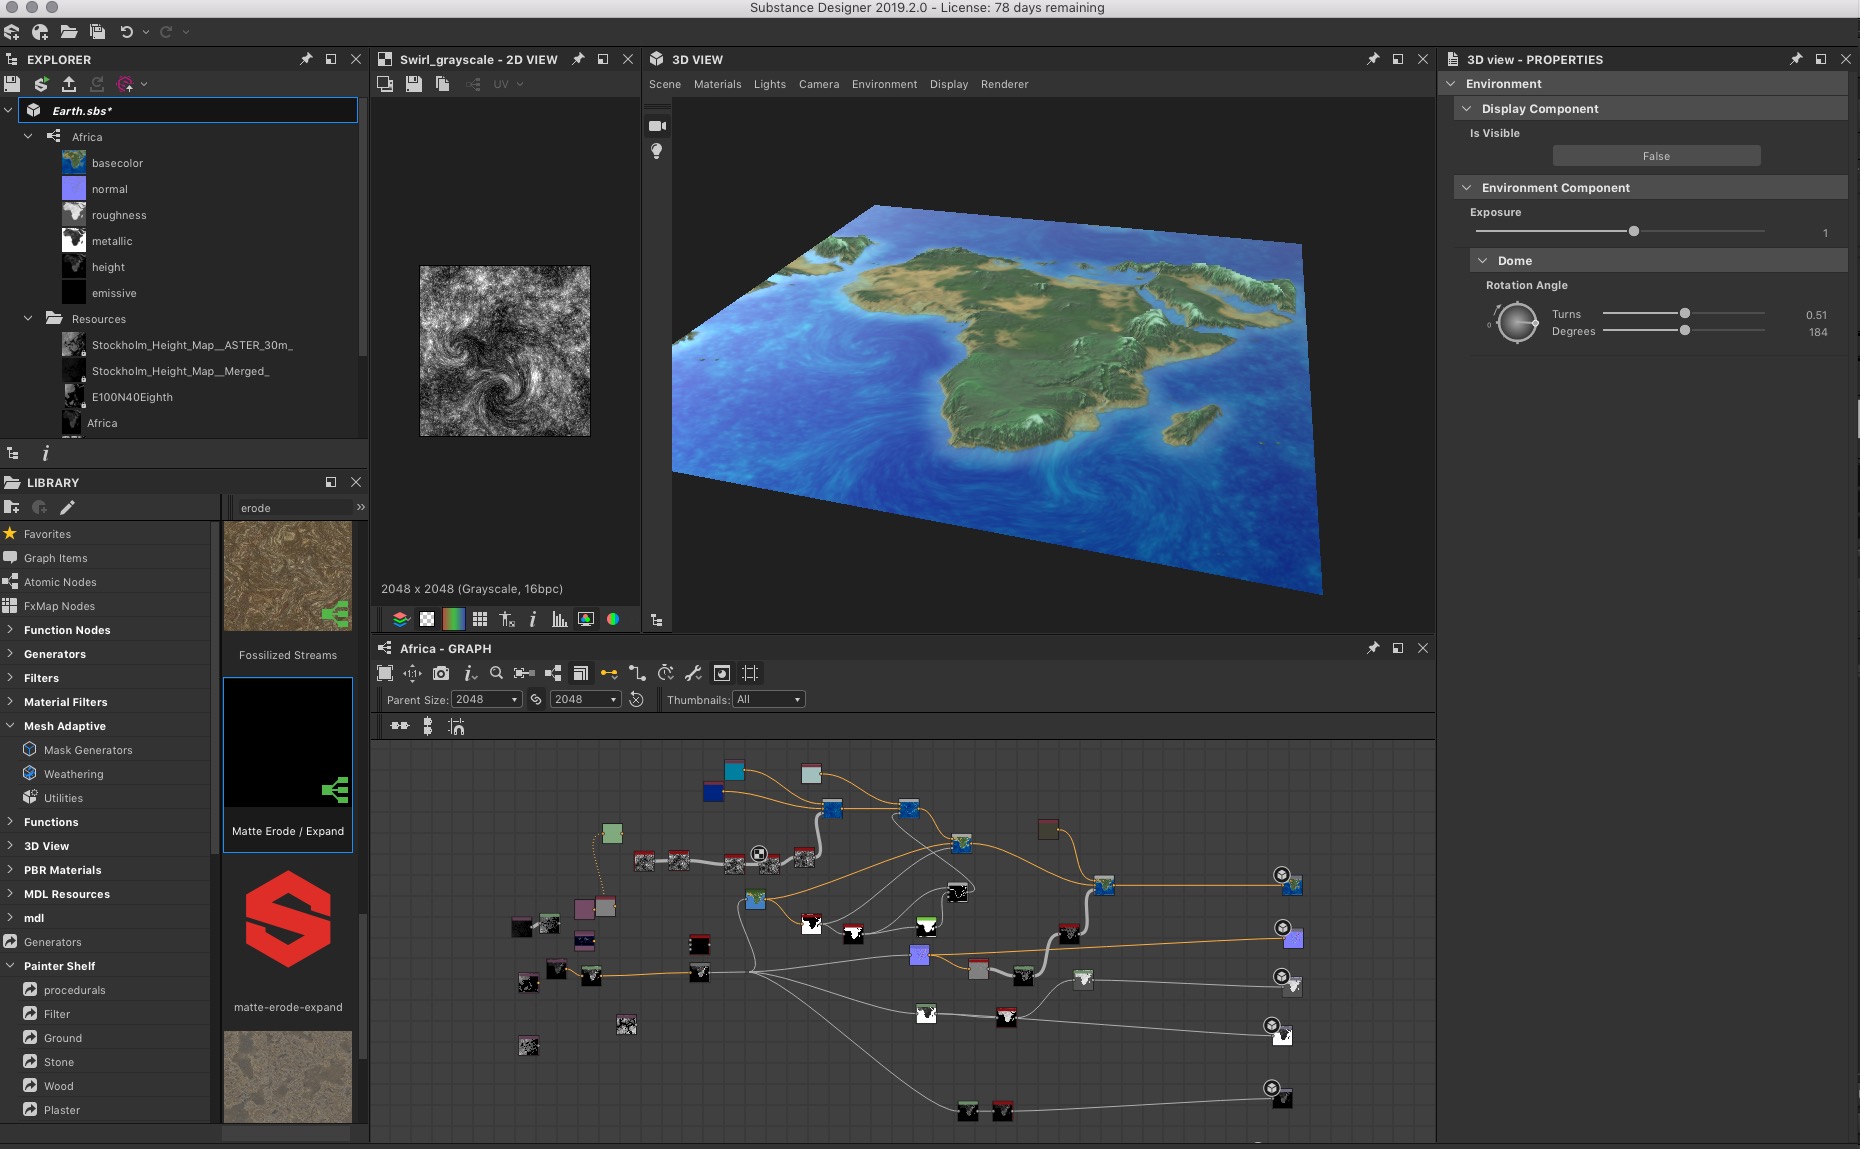 Substance Designer 2019.2.0 - License: 78 days remaining
EXPLORER
Earth.sbs*
Africa
basecolor
normal
roughness
metallic
height
emissive
Resources
Stockholm_Height_Map__ASTER_30m_
Stockholm_Height_Map__Merged_
E100N40Eighth
Africa
i
LIBRARY
erode
Favorites
Graph Items
Atomic Nodes
FxMap Nodes
Function Nodes
Generators
Filters
Material Filters
Mesh Adaptive
Mask Generators
Weathering
Utilities
Functions
3D View
PBR Materials
MDL Resources
mdl
Generators
Painter Shelf
procedurals
Filter
Ground
Stone
Wood
Plaster
Fossilized Streams
Matte Erode / Expand
matte-erode-expand
Swirl_grayscale - 2D VIEW
UV
2048 x 2048 (Grayscale, 16bpc)
i
3D VIEW
Scene Materials Lights Camera Environment Display Renderer
Africa - GRAPH
Parent Size: 2048 2048 Thumbnails: All
3D view - PROPERTIES
Environment
Display Component
Is Visible
False
Environment Component
Exposure
1
Dome
Rotation Angle
0
Turns 0.51
Degrees 184